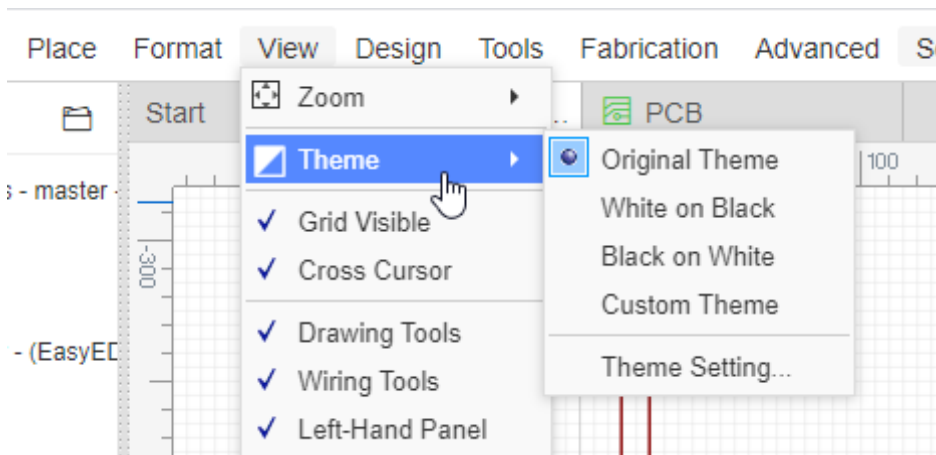 Place Format View Design Tools Fabrication Advanced
Zoom
Start
PCB
Theme
Original Theme
100
s - master -
White on Black
Grid Visible
Black on White
-300
Cross Cursor
Custom Theme
Drawing Tools
- (EasyED
Theme Setting...
Wiring Tools
Left-Hand Panel